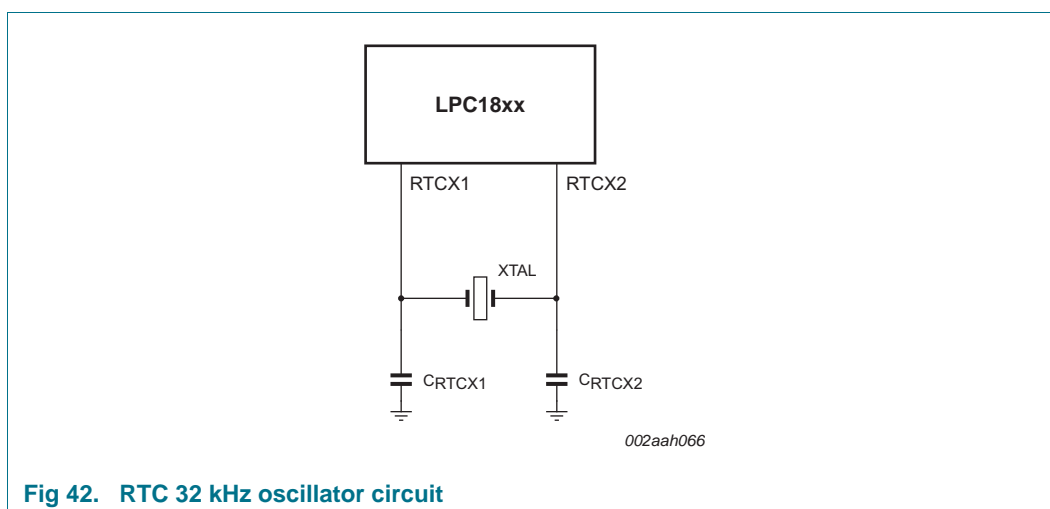 LPC18xx
RTCX1 RTCX2
XTAL
CRTCX1 CRTCX2
002aah066
Fig 42. RTC 32 kHz oscillator circuit